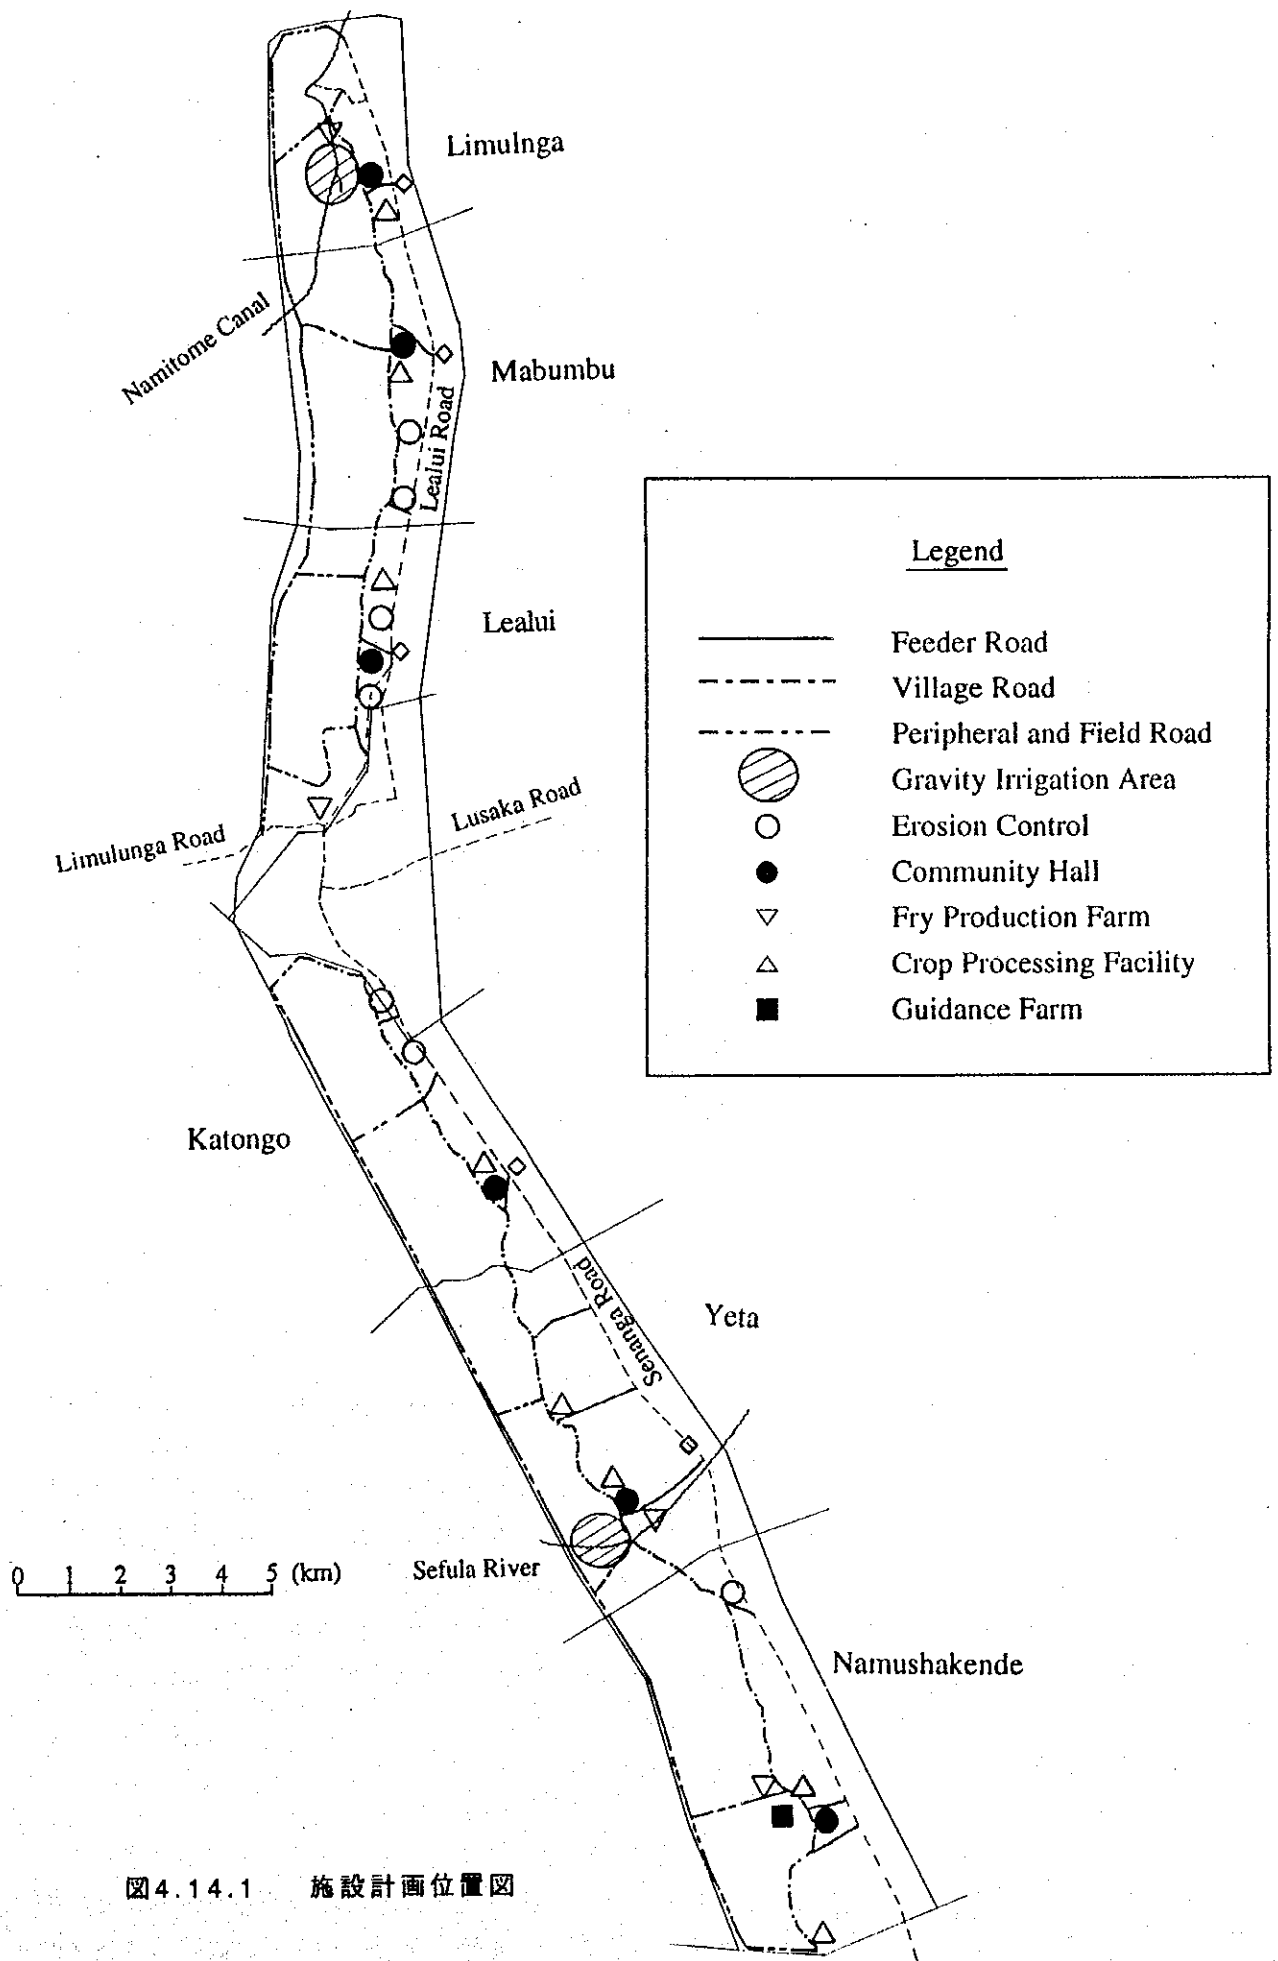 Limulnga
Namitome Canal
Mabumbu
Lealui Road
Legend
Lealui
Feeder Road
Village Road
Peripheral and Field Road
Gravity Irrigation Area
Erosion Control
Community Hall
Fry Production Farm
Crop Processing Facility
Guidance Farm
Limulunga Road
Lusaka Road
Katongo
Senanga Road
Yeta
Sefula River
0 1 2 3 4 5 (km)
Namushakende
図4.14.1 施設計画位置図